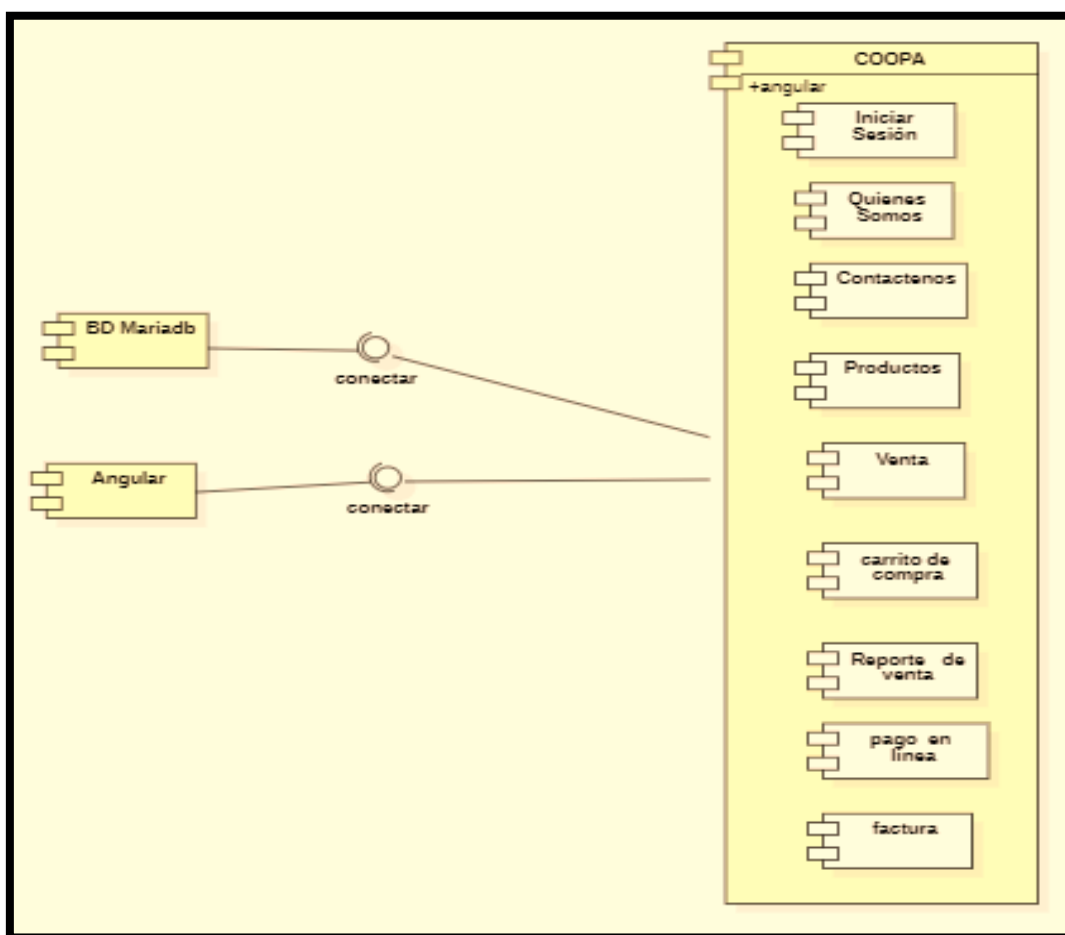 COOPA
+angular
Iniciar
Sesión
Quienes
Somos
Contactenos
Productos
Venta
carrito de
compra
Reporte de
venta
pago en
linea
factura
BD Mariadb
conectar
Angular
conectar